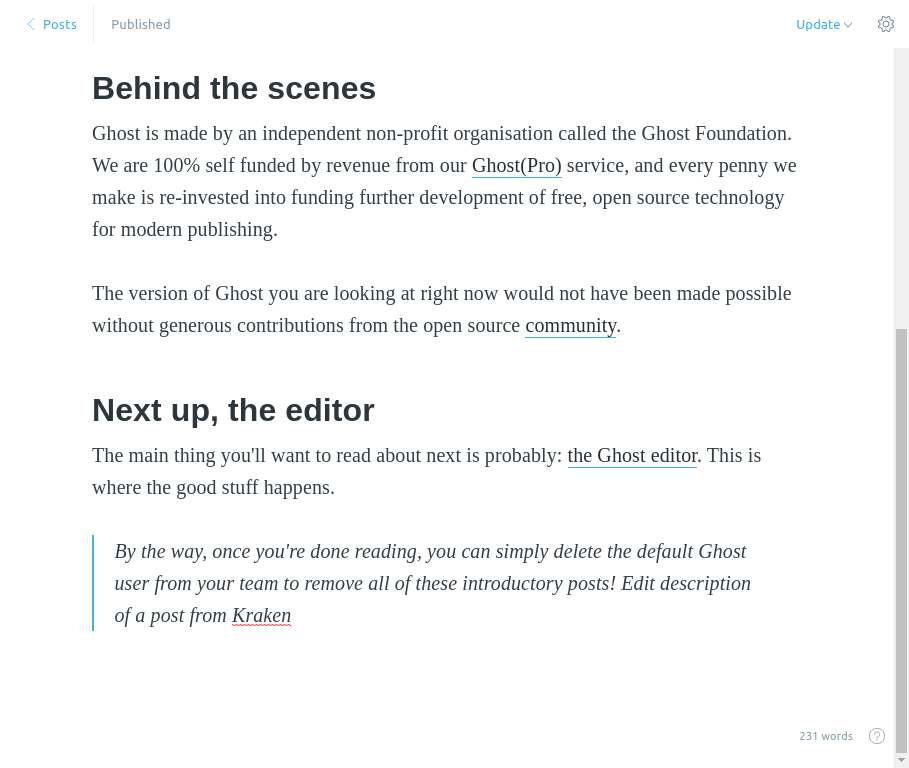 Posts
Published
Update
Behind the scenes
Ghost is made by an independent non-profit organisation called the Ghost Foundation.
We are 100% self funded by revenue from our Ghost(Pro) service, and every penny we
make is re-invested into funding further development of free, open source technology
for modern publishing.
The version of Ghost you are looking at right now would not have been made possible
without generous contributions from the open source community.
Next up, the editor
The main thing you'll want to read about next is probably: the Ghost editor. This is
where the good stuff happens.
By the way, once you're done reading, you can simply delete the default Ghost
user from your team to remove all of these introductory posts! Edit description
of a post from Kraken
231 words
?